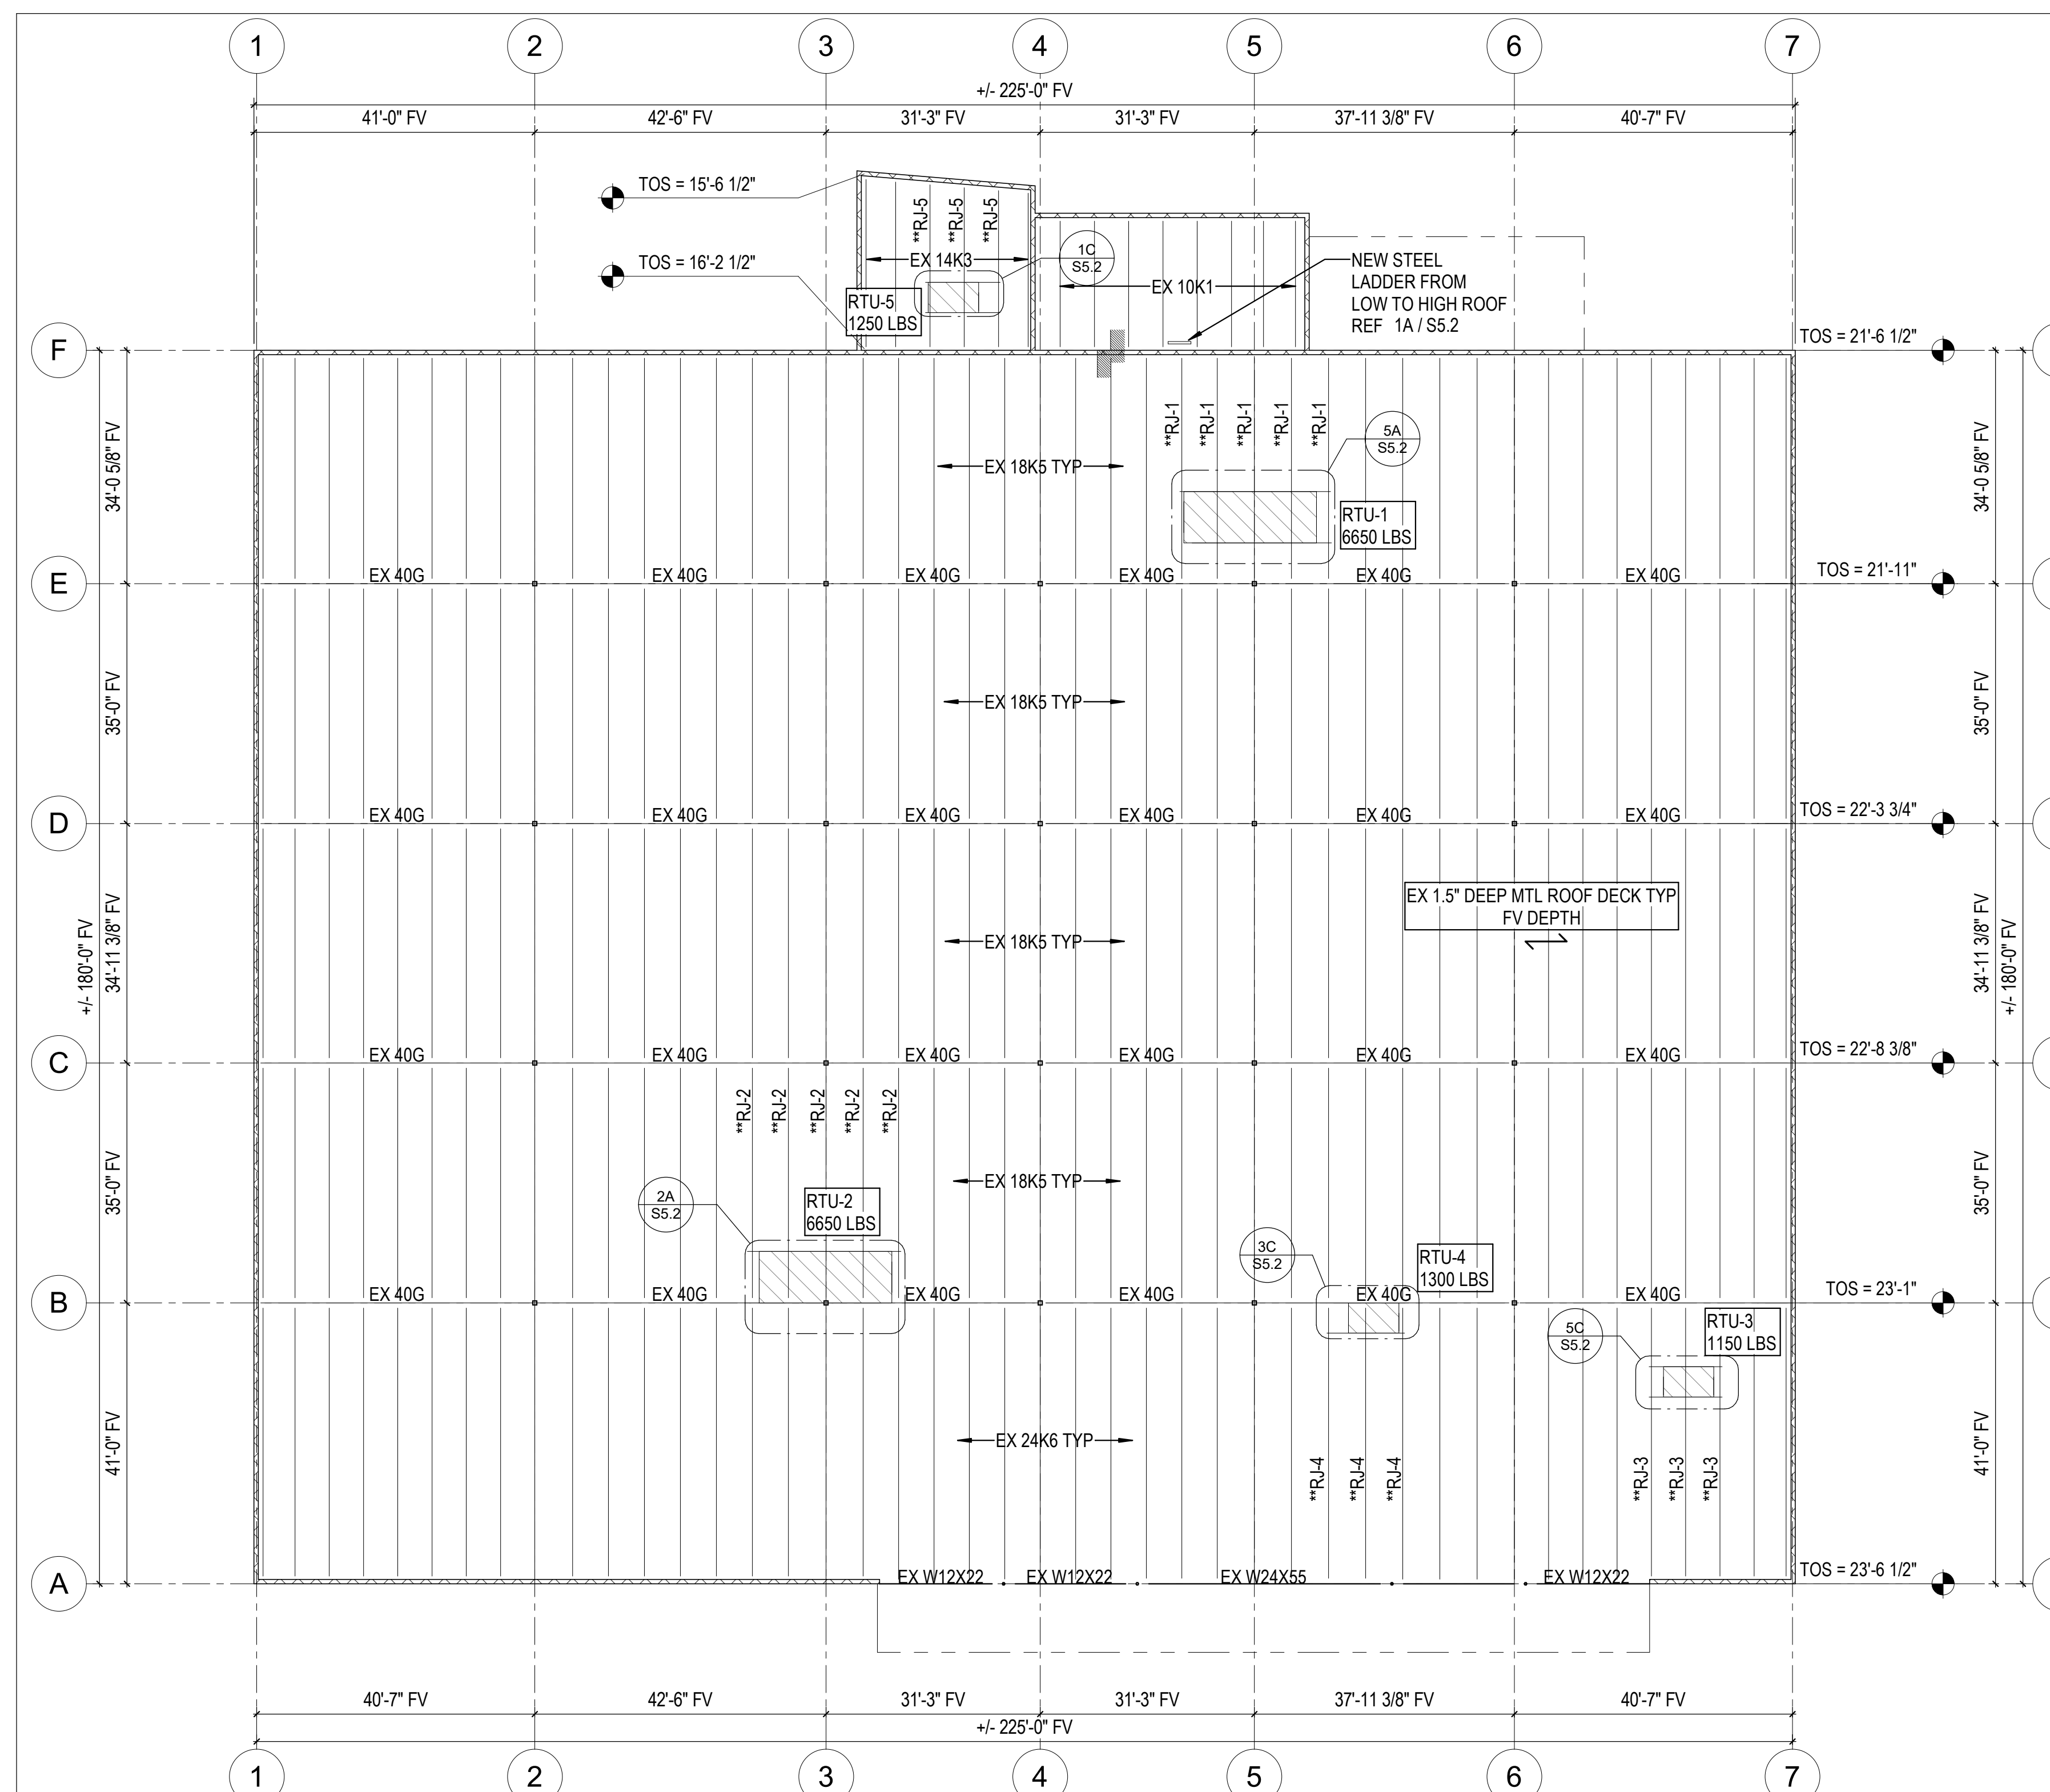 1 2 3 4 5 6 7
+/- 225'-0" FV
41'-0" FV 42'-6" FV 31'-3" FV 31'-3" FV 37'-11 3/8" FV 40'-7" FV
TOS = 15'-6 1/2"
TOS = 16'-2 1/2"
**RJ-5 **RJ-5 **RJ-5
EX 14K3
1C
S5.2
EX 10K1
RTU-5
1250 LBS
NEW STEEL
LADDER FROM
LOW TO HIGH ROOF
REF 1A / S5.2
F
TOS = 21'-6 1/2"
**RJ-1 **RJ-1 **RJ-1 **RJ-1 **RJ-1
5A
S5.2
34'-0 5/8" FV
EX 18K5 TYP
34'-0 5/8" FV
RTU-1
6650 LBS
E
EX 40G EX 40G EX 40G EX 40G EX 40G EX 40G
TOS = 21'-11"
35'-0" FV
EX 18K5 TYP
35'-0" FV
D
EX 40G EX 40G EX 40G EX 40G EX 40G EX 40G
TOS = 22'-3 3/4"
EX 1.5" DEEP MTL ROOF DECK TYP
FV DEPTH
+/- 180'-0" FV
34'-11 3/8" FV
EX 18K5 TYP
34'-11 3/8" FV
+/- 180'-0" FV
C
EX 40G EX 40G EX 40G EX 40G EX 40G EX 40G
TOS = 22'-8 3/8"
**RJ-2 **RJ-2 **RJ-2 **RJ-2 **RJ-2
35'-0" FV
EX 18K5 TYP
35'-0" FV
2A
S5.2
RTU-2
6650 LBS
3C
S5.2
RTU-4
1300 LBS
B
EX 40G EX 40G EX 40G EX 40G EX 40G EX 40G
TOS = 23'-1"
5C
S5.2
RTU-3
1150 LBS
41'-0" FV
EX 24K6 TYP
41'-0" FV
**RJ-4 **RJ-4 **RJ-4
**RJ-3 **RJ-3 **RJ-3
A
EX W12X22 EX W12X22 EX W24X55 EX W12X22
TOS = 23'-6 1/2"
40'-7" FV 42'-6" FV 31'-3" FV 31'-3" FV 37'-11 3/8" FV 40'-7" FV
+/- 225'-0" FV
1 2 3 4 5 6 7